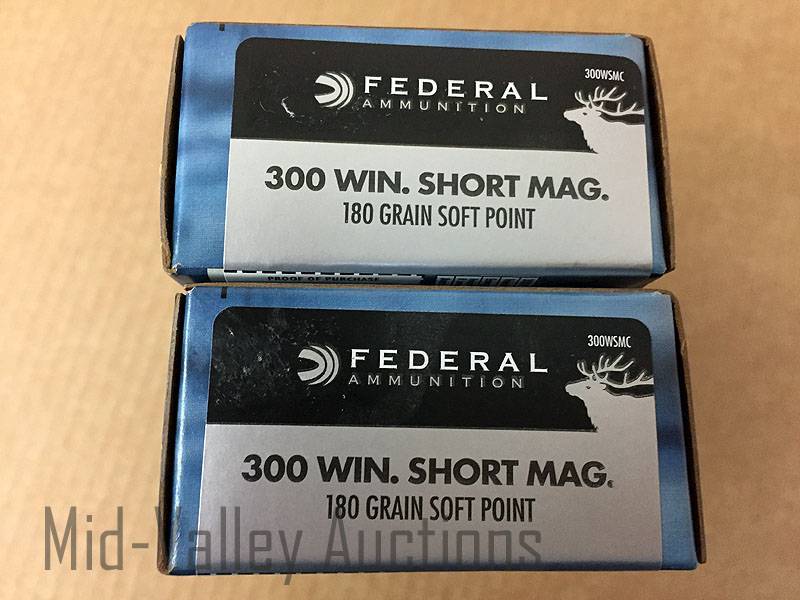 300WSMC
FEDERAL
AMMUNITION
300 WIN. SHORT MAG.
180 GRAIN SOFT POINT
PROOF OF PURCHASE
300WSMC
FEDERAL
AMMUNITION
300 WIN. SHORT MAG.
180 GRAIN SOFT POINT
Mid-Valley Auctions